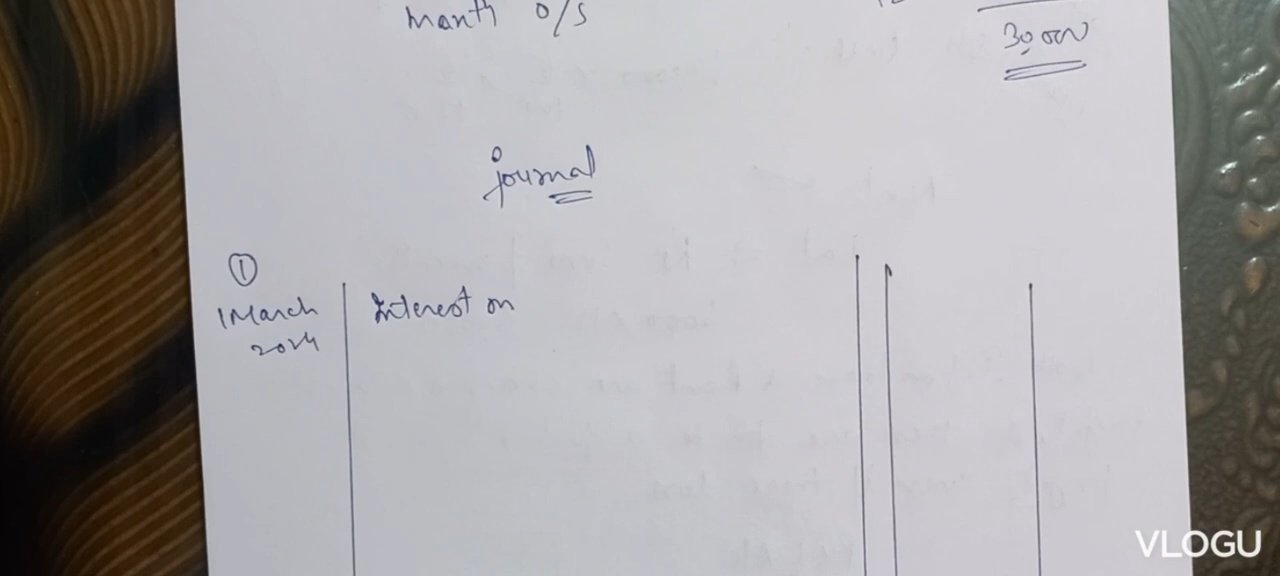 month o/s
30,000
journal
①
1 March
2024
Interest on
VLOGU